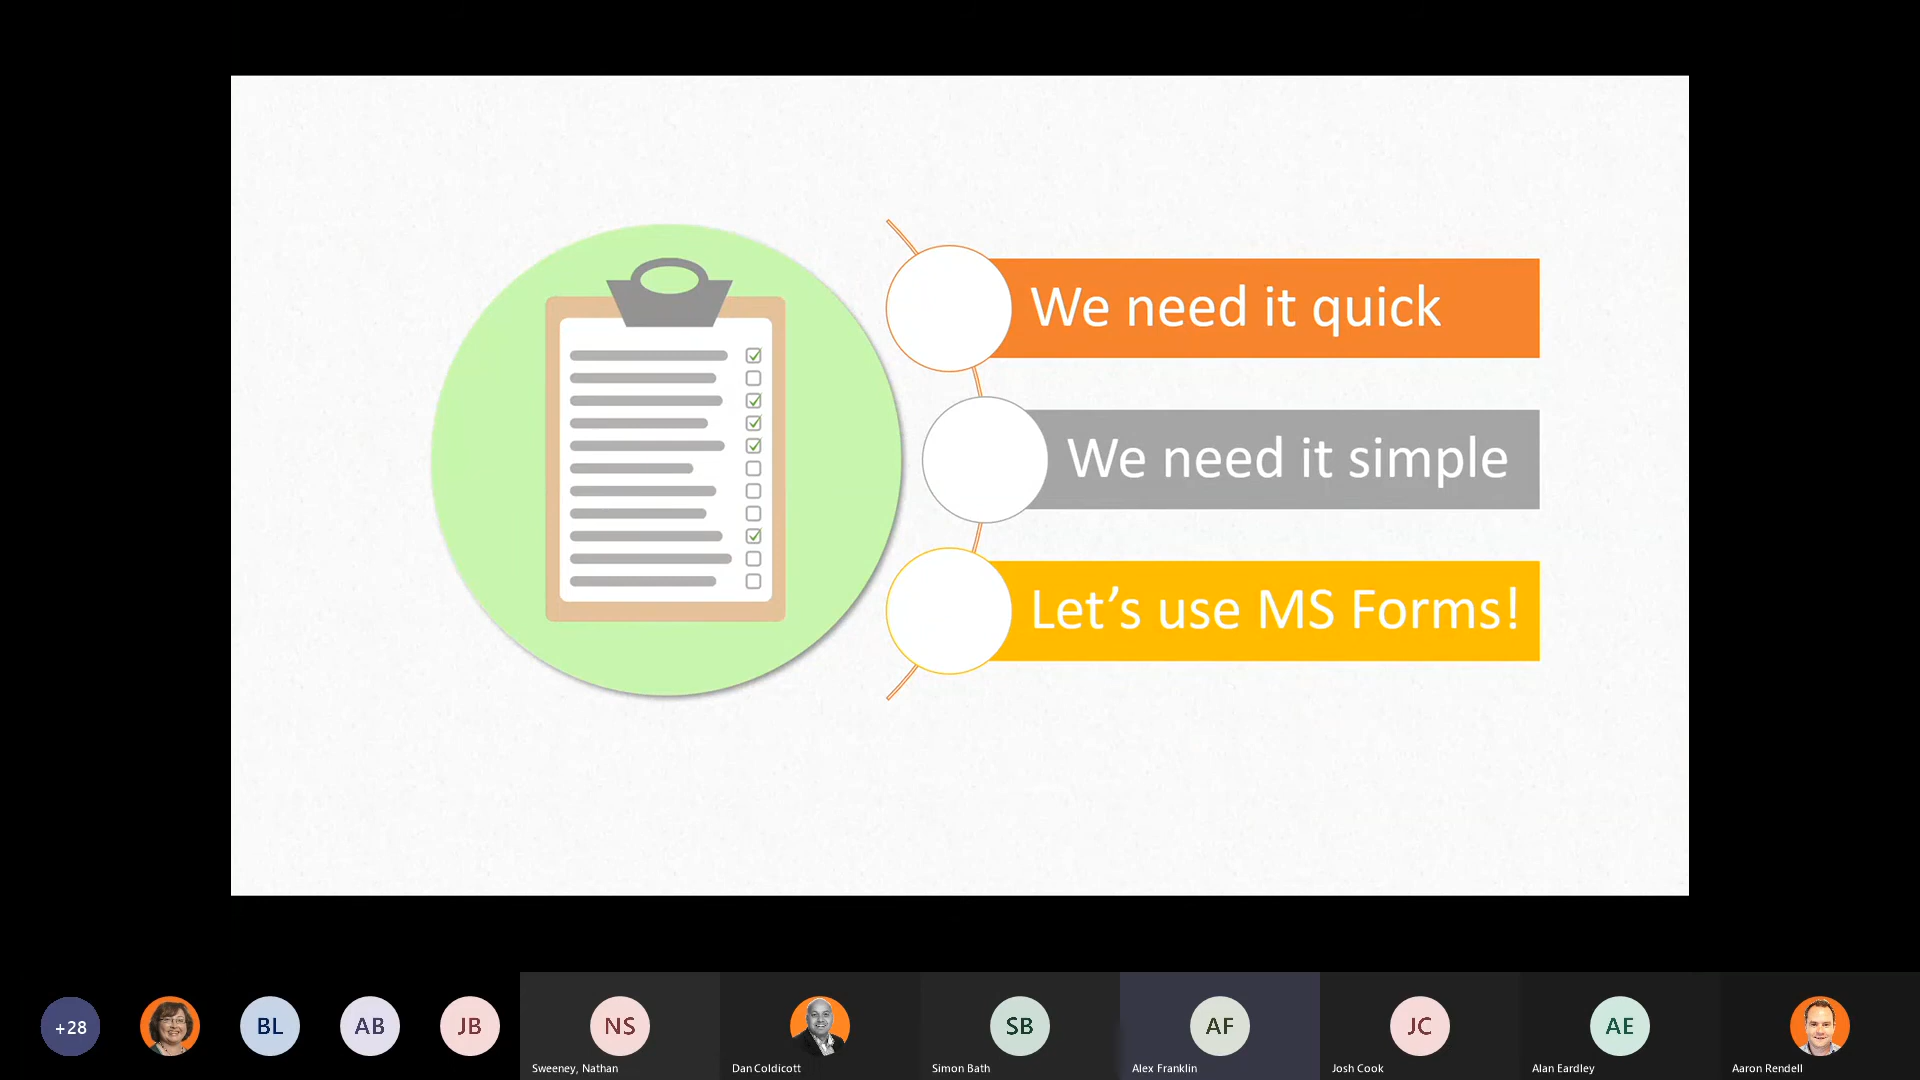 We need it quick
We need it simple
Let's use MS Forms!
+28
BL
AB
JB
NS
SB
AF
JC
AE
Sweeney, Nathan
Dan Coldicott
Simon Bath
Alex Franklin
Josh Cook
Alan Eardley
Aaron Rendell